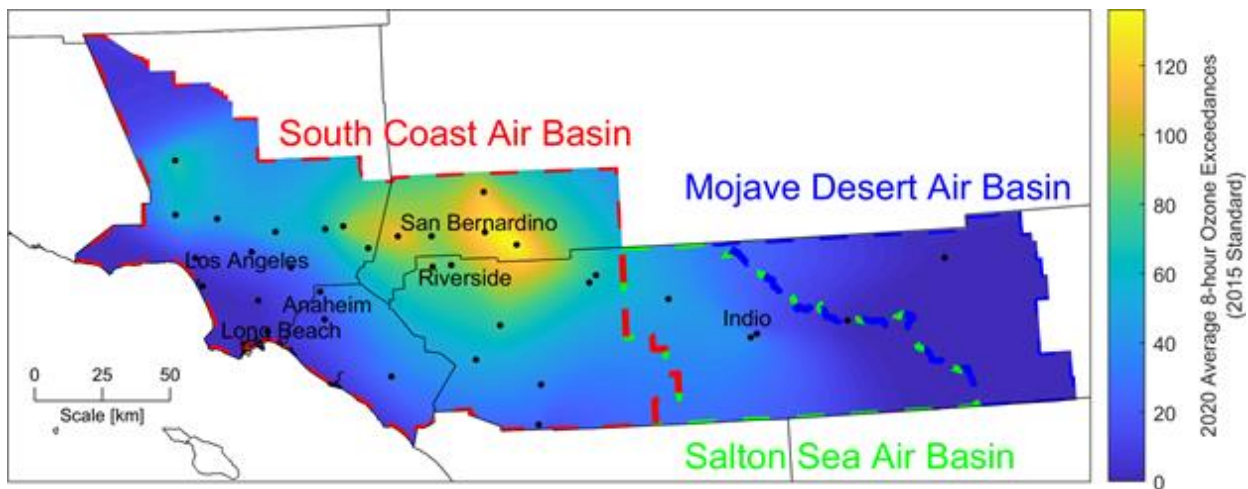 South Coast Air Basin
Mojave Desert Air Basin
San Bernardino
Los Angeles
Riverside
Anaheim
Indio
Long Beach
0 25 50
Scale [km]
Salton Sea Air Basin
120
100
80
60
40
20
0
2020 Average 8-hour Ozone Exceedances
(2015 Standard)